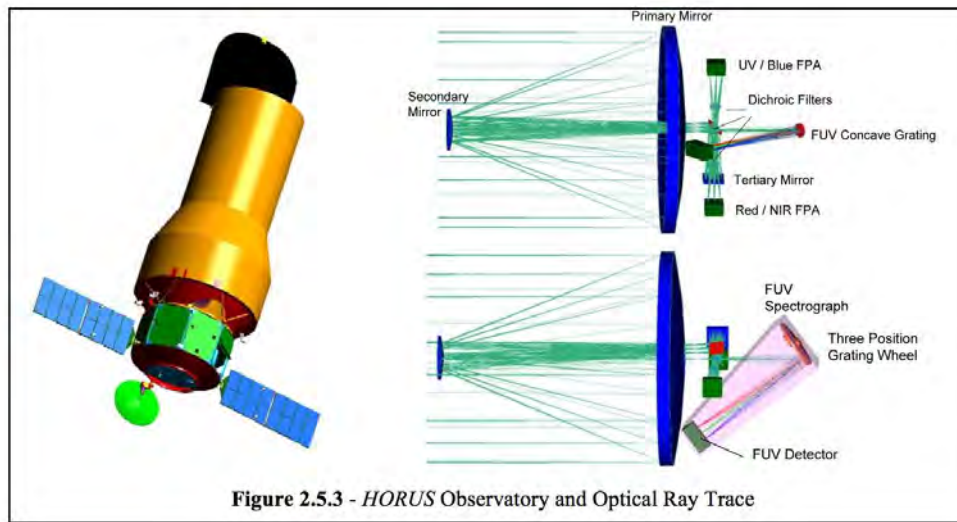 Primary Mirror
UV / Blue FPA
Secondary
Mirror
Dichroic Filters
FUV Concave Grating
Tertiary Mirror
Red / NIR FPA
FUV
Spectrograph
Three Position
Grating Wheel
FUV Detector
Figure 2.5.3 - HORUS Observatory and Optical Ray Trace